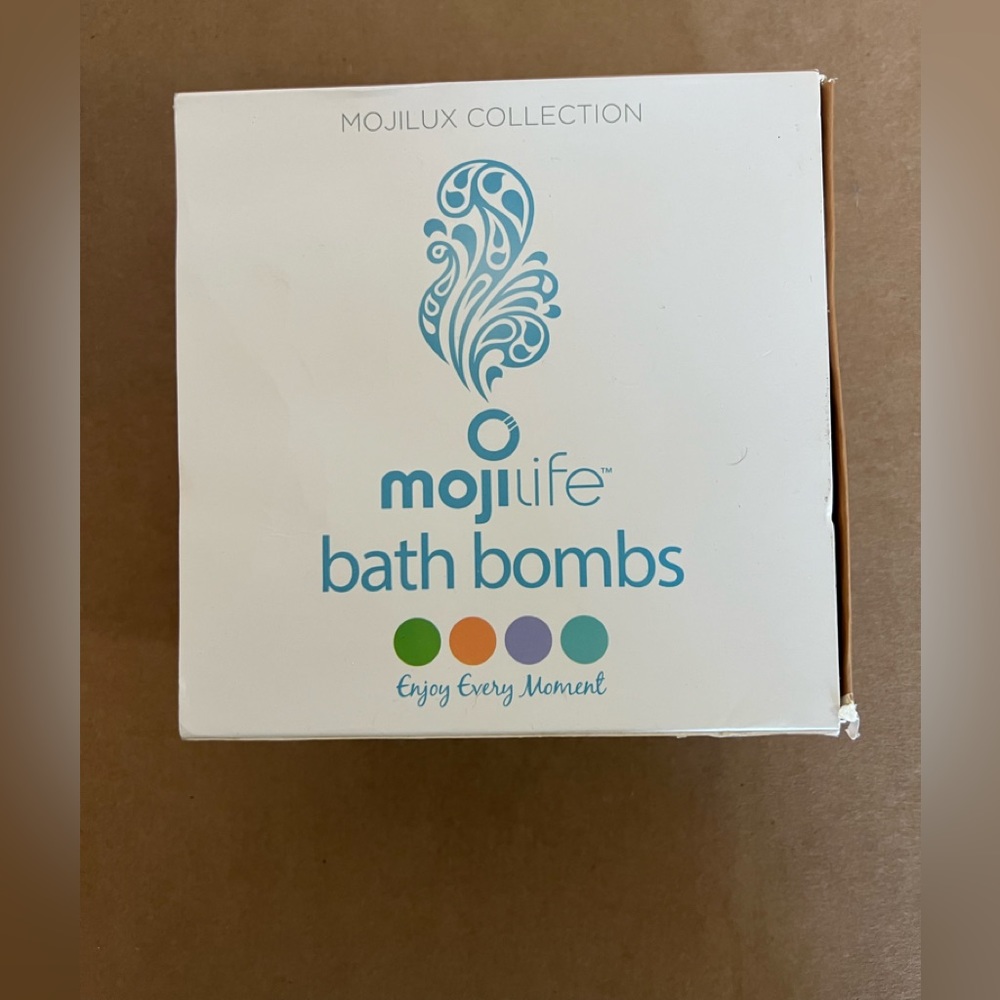 MOJILUX COLLECTION
mojilife™
bath bombs
Enjoy Every Moment